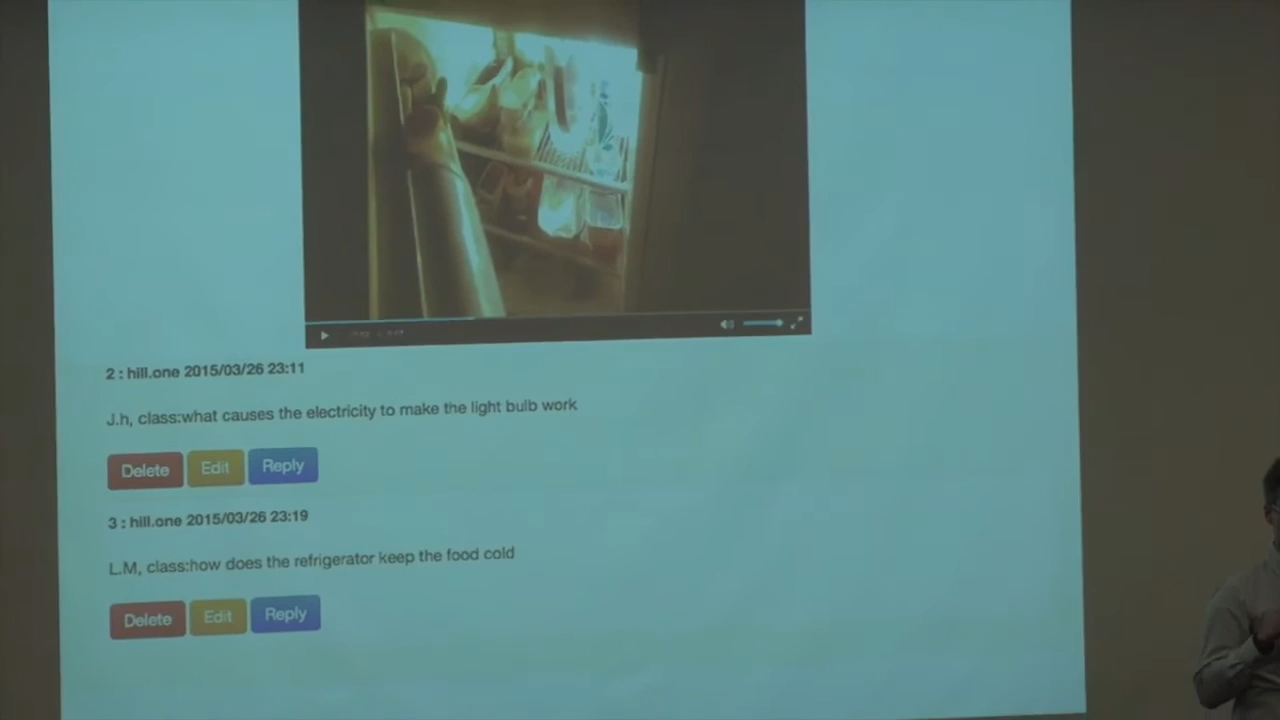 2 : hill.one 2015/03/26 23:11
J.h, class:what causes the electricity to make the light bulb work
Delete Edit Reply
3 : hill.one 2015/03/26 23:19
L.M, class:how does the refrigerator keep the food cold
Delete Edit Reply